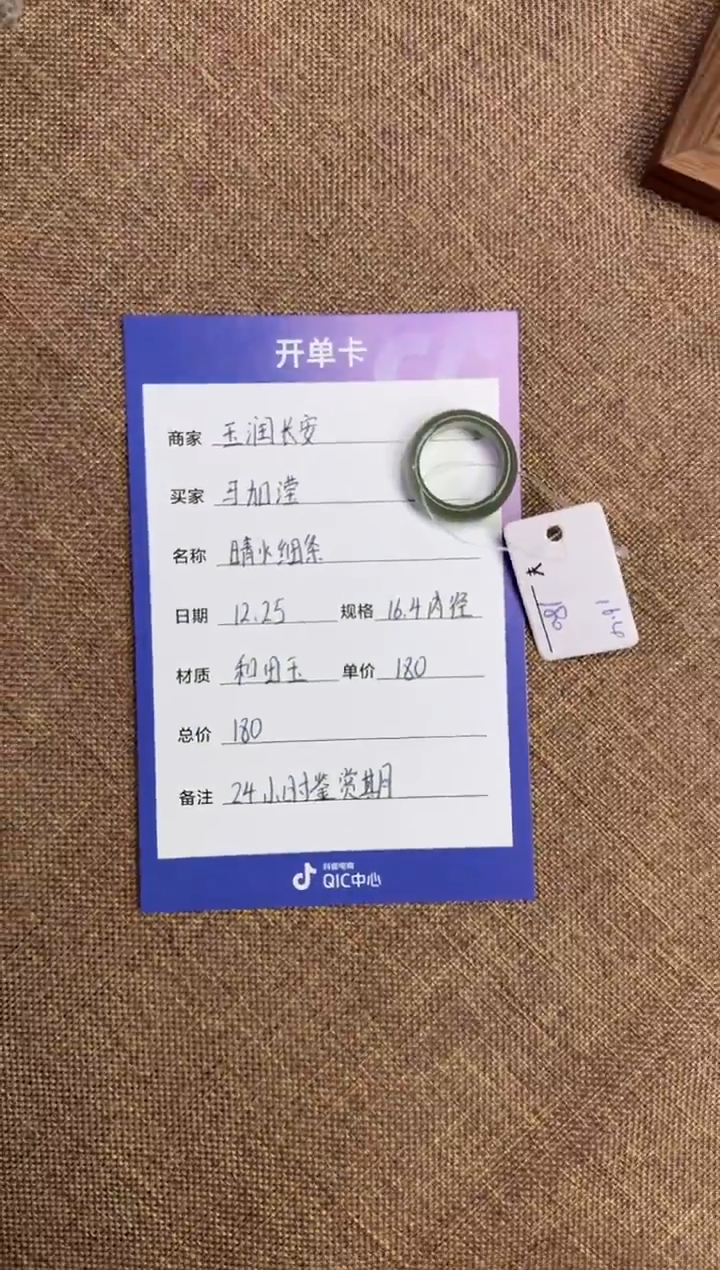 开单卡
商家 玉润长安
买家 马加滢
名称 晴水细条
日期 12.25 规格 16.4内径
材质 和田玉 单价 180
总价 180
备注 24小时鉴赏期
抖音电商
QIC中心
180
16.4